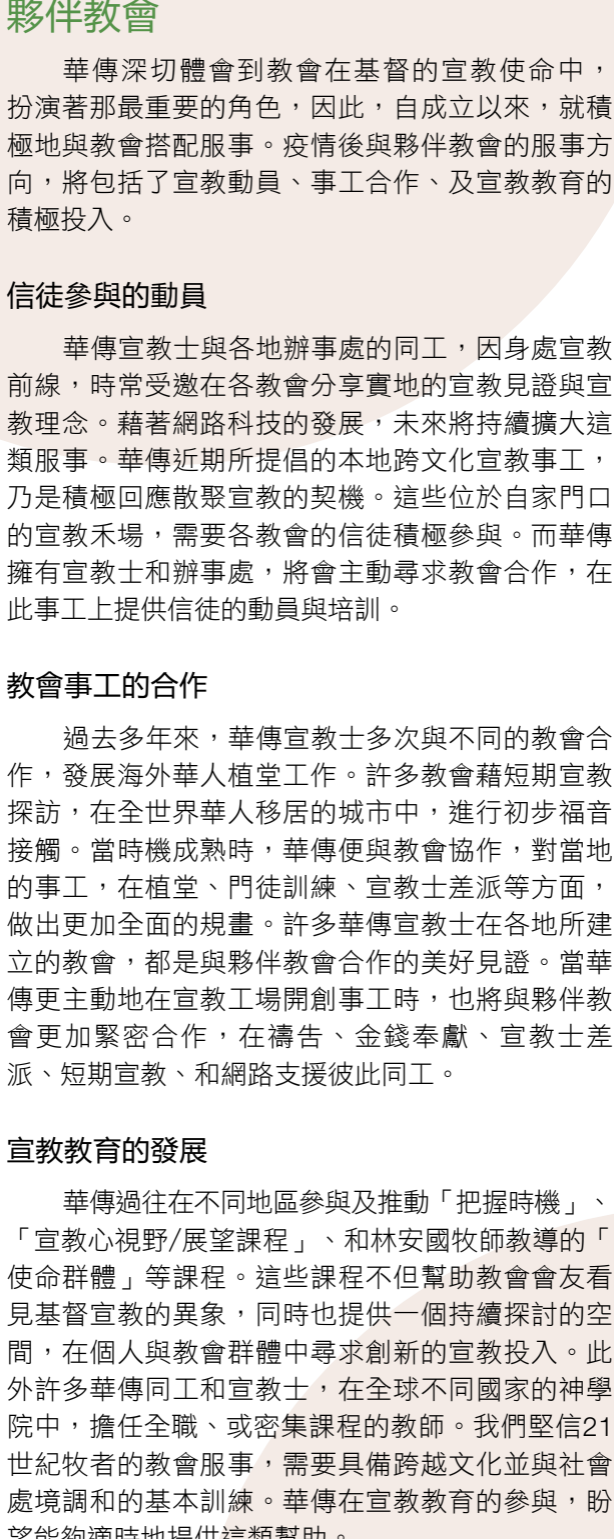 夥伴教會
華傳深切體會到教會在基督的宣教使命中，
扮演著那最重要的角色，因此，自成立以來，就積
極地與教會搭配服事。疫情後與夥伴教會的服事方
向，將包括了宣教動員、事工合作、及宣教教育的
積極投入。
信徒參與的動員
華傳宣教士與各地辦事處的同工，因身處宣教
前線，時常受邀在各教會分享實地的宣教見證與宣
教理念。藉著網路科技的發展，未來將持續擴大這
類服事。華傳近期所提倡的本地跨文化宣教事工，
乃是積極回應散聚宣教的契機。這些位於自家門口
的宣教禾場，需要各教會的信徒積極參與。而華傳
擁有宣教士和辦事處，將會主動尋求教會合作，在
此事工上提供信徒的動員與培訓。
教會事工的合作
過去多年來，華傳宣教士多次與不同的教會合
作，發展海外華人植堂工作。許多教會藉短期宣教
探訪，在全世界華人移居的城市中，進行初步福音
接觸。當時機成熟時，華傳便與教會協作，對當地
的事工，在植堂、門徒訓練、宣教士差派等方面，
做出更加全面的規畫。許多華傳宣教士在各地所建
立的教會，都是與夥伴教會合作的美好見證。當華
傳更主動地在宣教工場開創事工時，也將與夥伴教
會更加緊密合作，在禱告、金錢奉獻、宣教士差
派、短期宣教、和網路支援彼此同工。
宣教教育的發展
華傳過往在不同地區參與及推動「把握時機」、
「宣教心視野/展望課程」、和林安國牧師教導的「
使命群體」等課程。這些課程不但幫助教會會友看
見基督宣教的異象，同時也提供一個持續探討的空
間，在個人與教會群體中尋求創新的宣教投入。此
外許多華傳同工和宣教士，在全球不同國家的神學
院中，擔任全職、或密集課程的教師。我們堅信21
世紀牧者的教會服事，需要具備跨越文化並與社會
處境調和的基本訓練。華傳在宣教教育的參與，盼
望能夠適時地提供這類幫助。